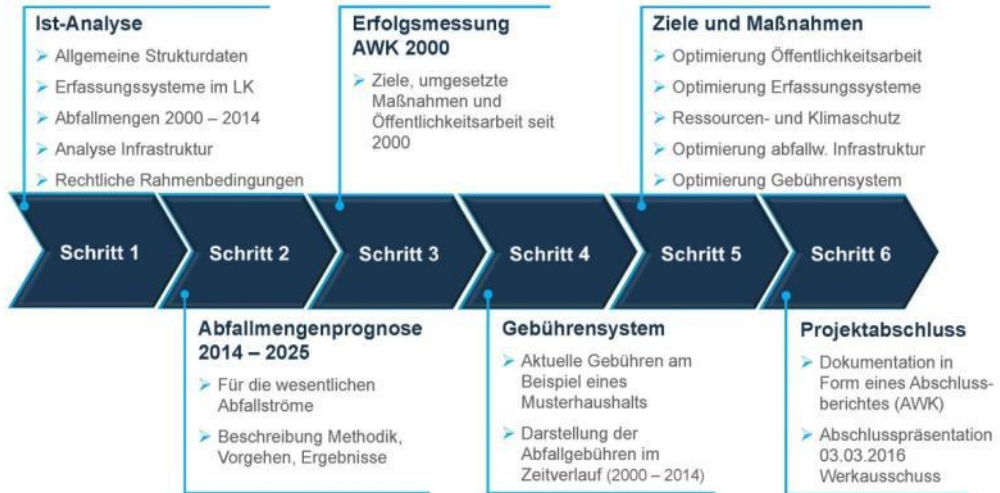 Ist-Analyse
➢ Allgemeine Strukturdaten
➢ Erfassungssysteme im LK
➢ Abfallmengen 2000 – 2014
➢ Analyse Infrastruktur
➢ Rechtliche Rahmenbedingungen
Erfolgsmessung
AWK 2000
➢ Ziele, umgesetzte
Maßnahmen und
Öffentlichkeitsarbeit seit
2000
Ziele und Maßnahmen
➢ Optimierung Öffentlichkeitsarbeit
➢ Optimierung Erfassungssysteme
➢ Ressourcen- und Klimaschutz
➢ Optimierung abfallw. Infrastruktur
➢ Optimierung Gebührensystem
Schritt 1
Schritt 2
Schritt 3
Schritt 4
Schritt 5
Schritt 6
Abfallmengenprognose
2014 – 2025
➢ Für die wesentlichen
Abfallströme
➢ Beschreibung Methodik,
Vorgehen, Ergebnisse
Gebührensystem
➢ Aktuelle Gebühren am
Beispiel eines
Musterhaushalts
➢ Darstellung der
Abfallgebühren im
Zeitverlauf (2000 – 2014)
Projektabschluss
➢ Dokumentation in
Form eines Abschluss-
berichtes (AWK)
➢ Abschlusspräsentation
03.03.2016
Werkausschuss